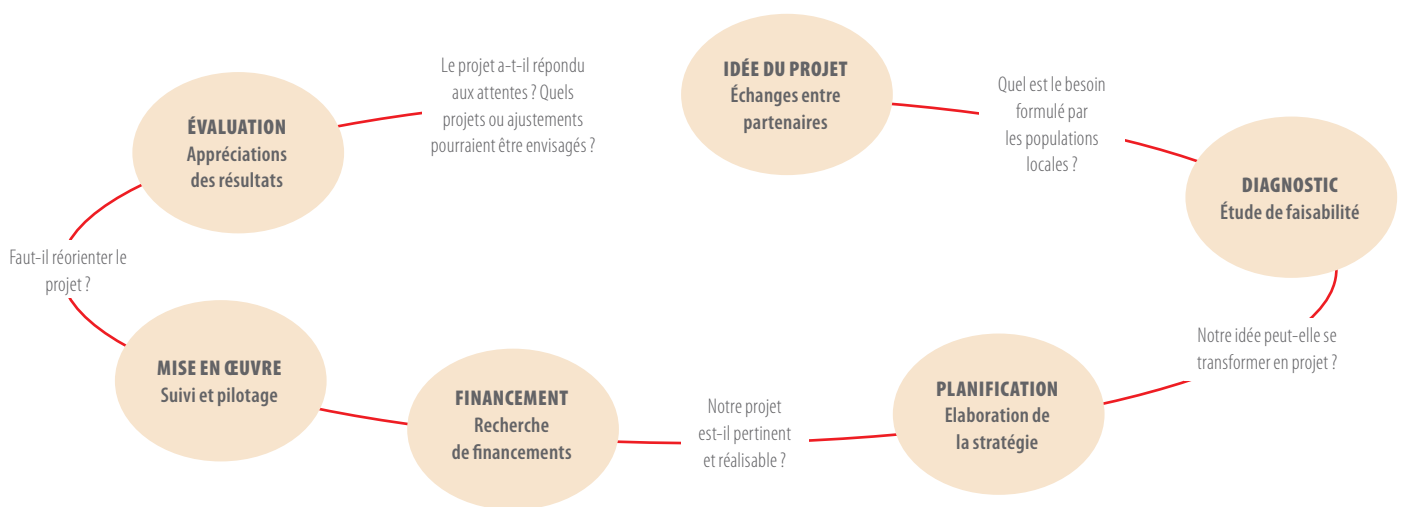 IDÉE DU PROJET
Échanges entre
partenaires
Quel est le besoin
formulé par
les populations
locales ?
DIAGNOSTIC
Étude de faisabilité
Notre idée peut-elle se
transformer en projet ?
PLANIFICATION
Elaboration de
la stratégie
Notre projet
est-il pertinent
et réalisable ?
FINANCEMENT
Recherche
de financements
MISE EN ŒUVRE
Suivi et pilotage
Faut-il réorienter le
projet ?
ÉVALUATION
Appréciations
des résultats
Le projet a-t-il répondu
aux attentes ? Quels
projets ou ajustements
pourraient être envisagés ?